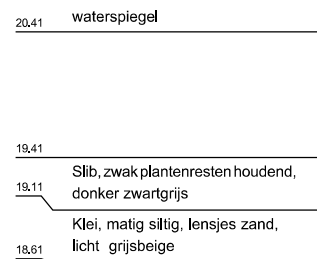 20.41 waterspiegel
19.41
Slib, zwak plantenresten houdend,
19.11 donker zwartgrijs
Klei, matig siltig, lensjes zand,
18.61 licht grijsbeige